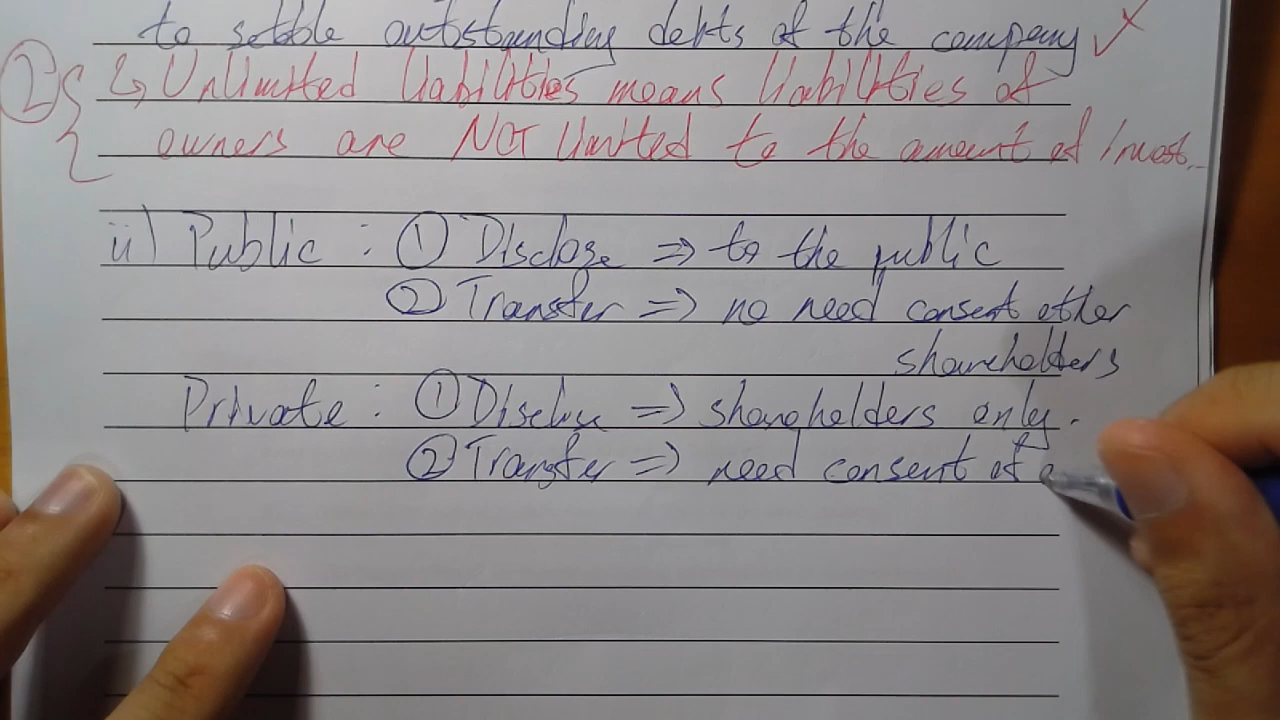 to settle outstanding debts of the company ✓
② ↳ Unlimited liabilities means liabilities of
owners are NOT limited to the amount of invest..
ii) Public : ① Disclose ⇒ to the public
② Transfer ⇒ no need consent other
shareholders
Private : ① Disclose ⇒ shareholders only.
② Transfer ⇒ need consent of o